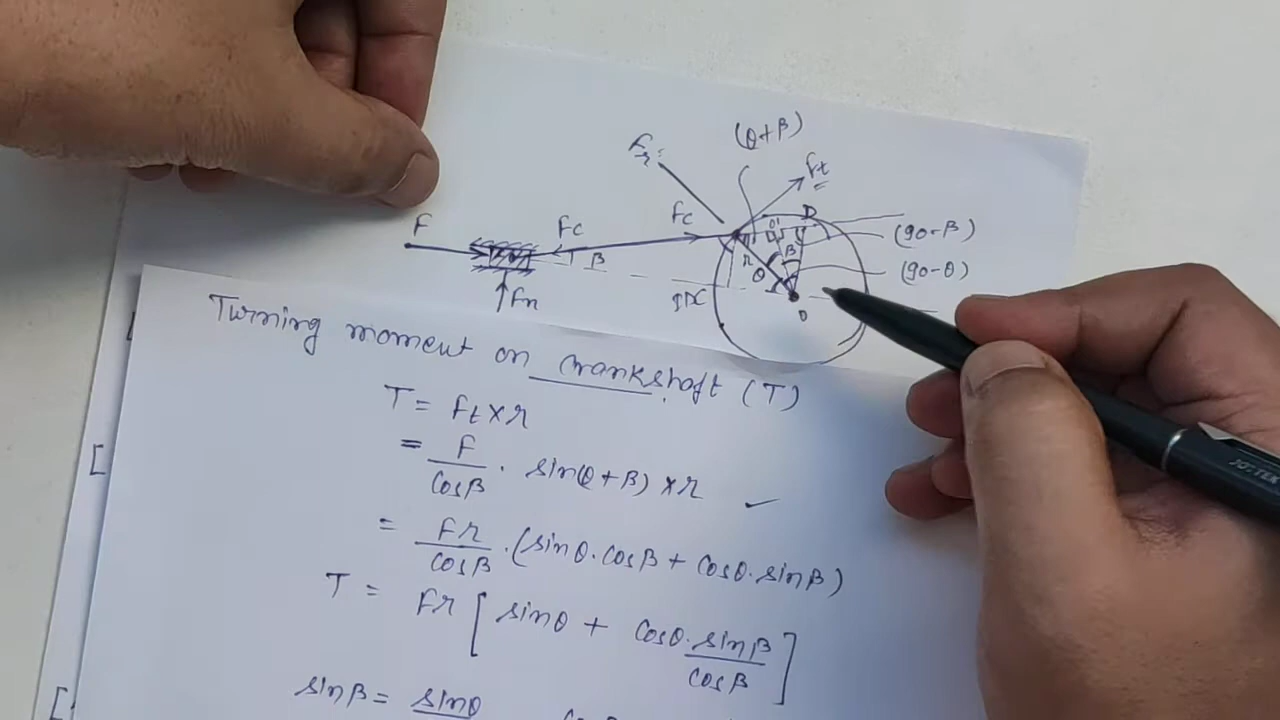 (θ+β)
Fr
Ft
F
Fc
Fc
D
(90-β)
β
β
r
θ
(90-θ)
IDC
Fn
O
Turning moment on crankshaft (T)
T = Ft × r
= F/cosβ · sin(θ+β) × r ✓
= Fr/cosβ · (sinθ·cosβ + cosθ·sinβ)
T = Fr [sinθ + cosθ·sinβ/cosβ]
sinβ = sinθ